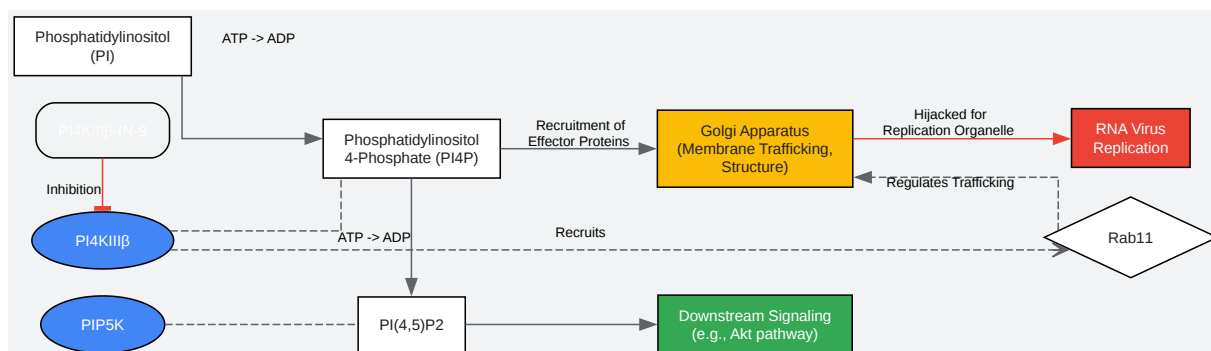 Phosphatidylinositol
(PI)
ATP -> ADP
PI4KIIIβ-IN-9
Inhibition
PI4KIIIβ
PIP5K
Phosphatidylinositol
4-Phosphate (PI4P)
ATP -> ADP
PI(4,5)P2
Recruitment of
Effector Proteins
Recruits
Golgi Apparatus
(Membrane Trafficking,
Structure)
Downstream Signaling
(e.g., Akt pathway)
Hijacked for
Replication Organelle
Regulates Trafficking
RNA Virus
Replication
Rab11